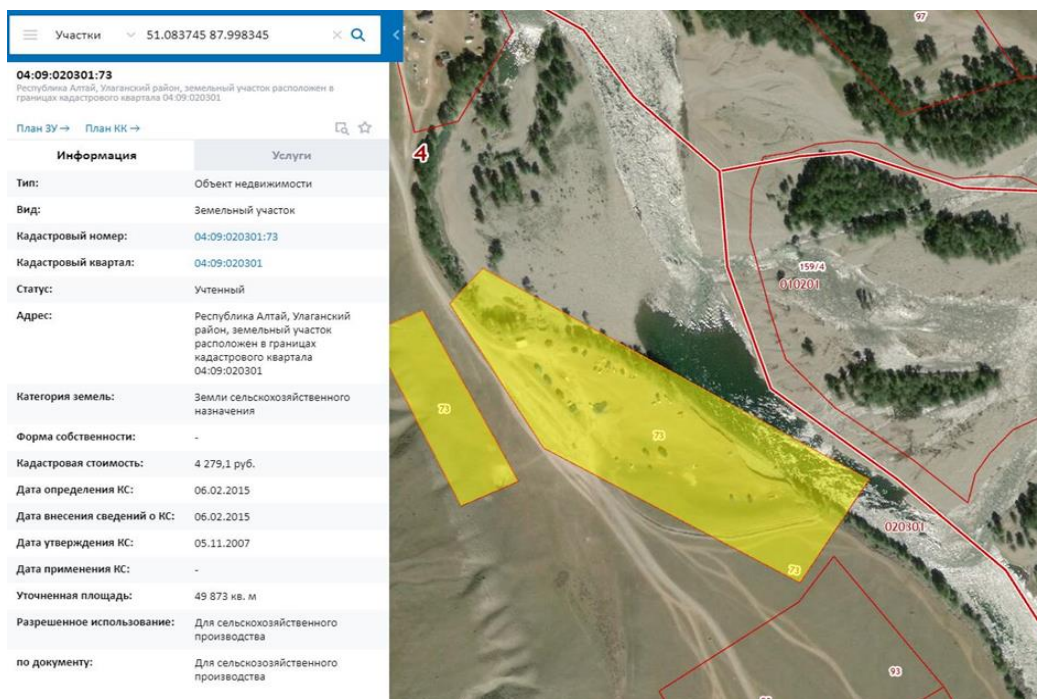 Участки 51.083745 87.998345
04:09:020301:73
Республика Алтай, Улаганский район, земельный участок расположен в
границах кадастрового квартала 04:09:020301
План ЗУ → План КК →
Информация Услуги
Тип: Объект недвижимости
Вид: Земельный участок
Кадастровый номер: 04:09:020301:73
Кадастровый квартал: 04:09:020301
Статус: Учтенный
Адрес: Республика Алтай, Улаганский
район, земельный участок
расположен в границах
кадастрового квартала
04:09:020301
Категория земель: Земли сельскохозяйственного
назначения
Форма собственности: -
Кадастровая стоимость: 4 279,1 руб.
Дата определения КС: 06.02.2015
Дата внесения сведений о КС: 06.02.2015
Дата утверждения КС: 05.11.2007
Дата применения КС: -
Уточненная площадь: 49 873 кв. м
Разрешенное использование: Для сельскохозяйственного
производства
по документу: Для сельскозозяйственного
производства
97
4
159/4
010201
73
73
020301
73
93